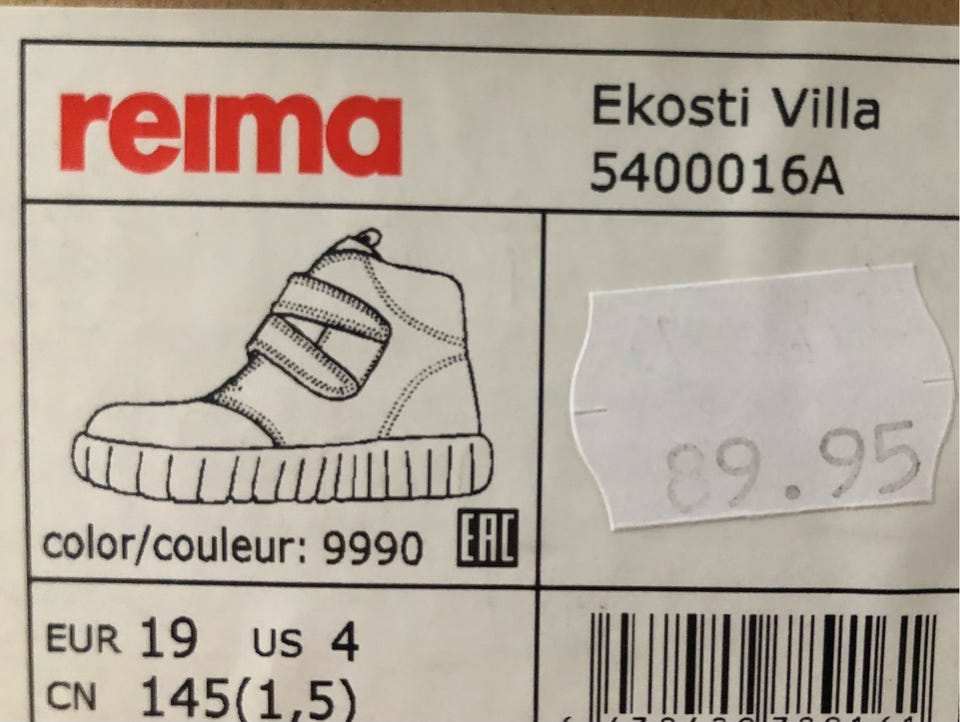 reima
Ekosti Villa
5400016A
89.95
color/couleur: 9990 EAC
EUR 19 US 4
CN 145(1,5)